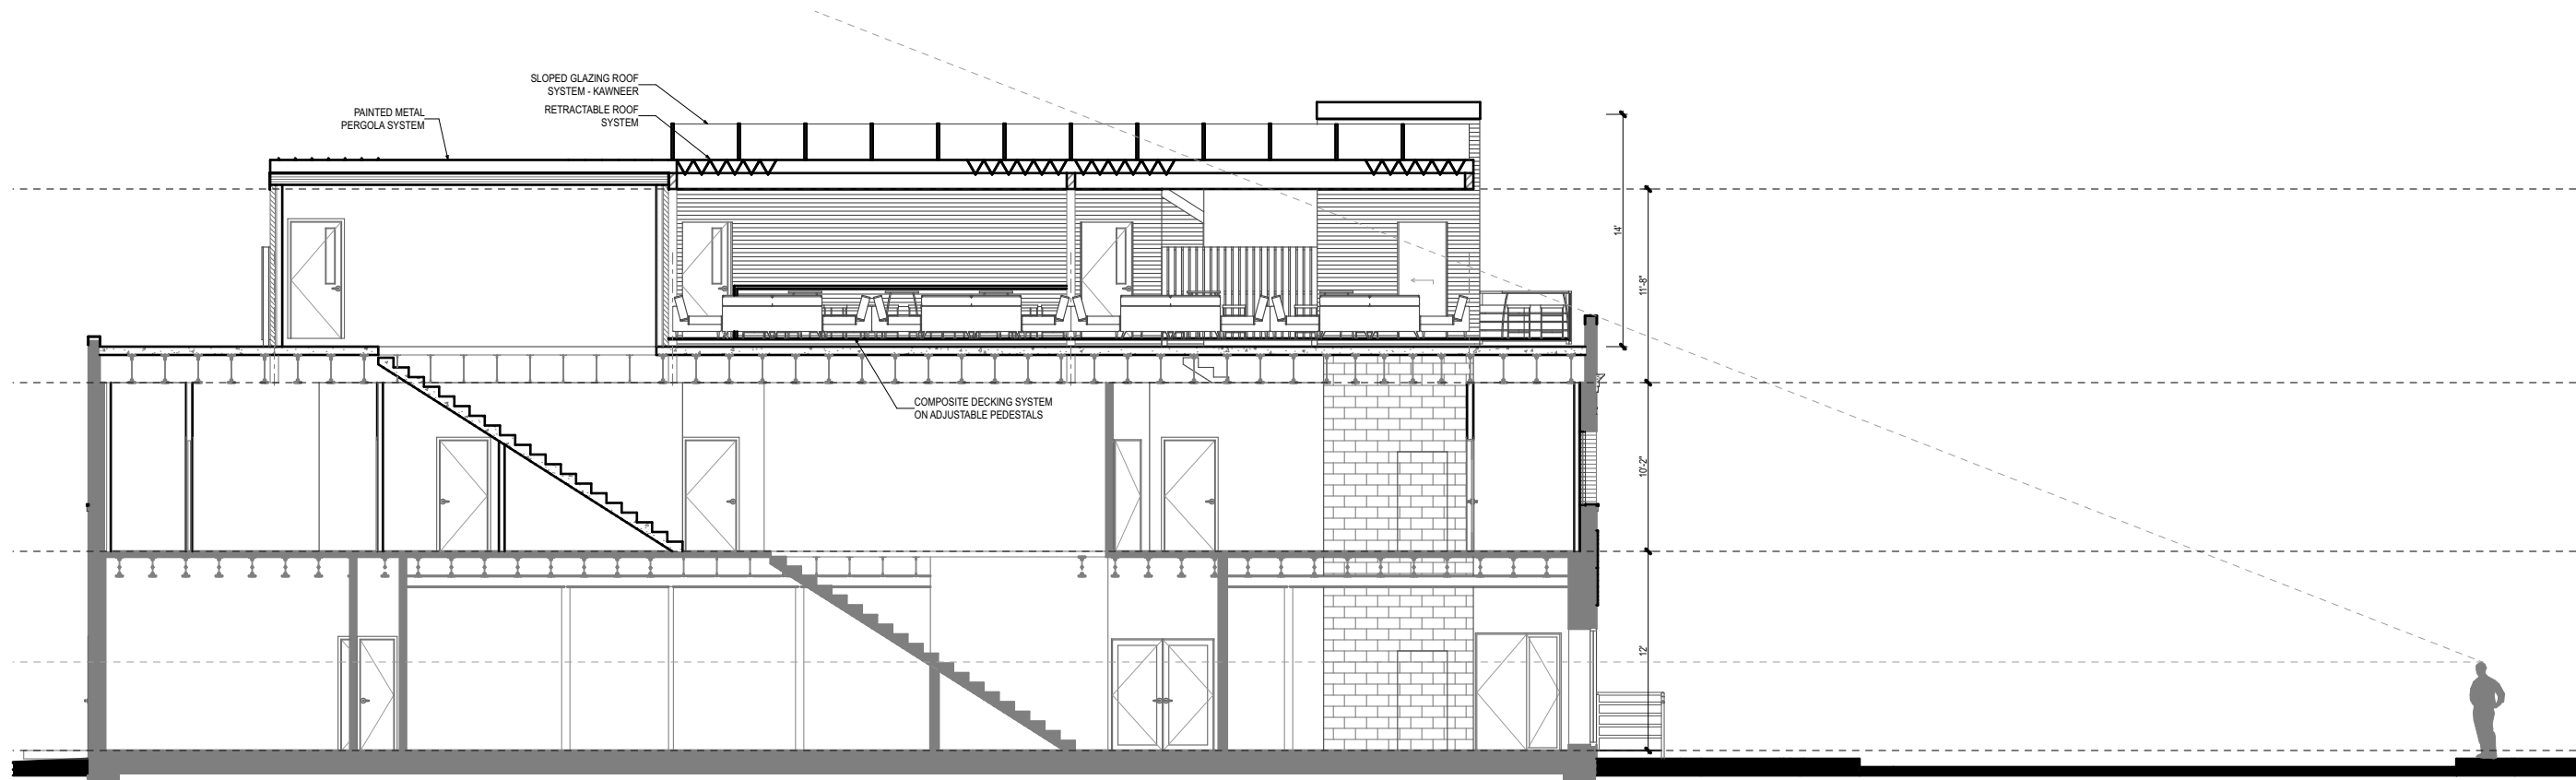 SLOPED GLAZING ROOF
SYSTEM - KAWNEER
PAINTED METAL
PERGOLA SYSTEM
RETRACTABLE ROOF
SYSTEM
14'
11'-8"
COMPOSITE DECKING SYSTEM
ON ADJUSTABLE PEDESTALS
10'-2"
12'